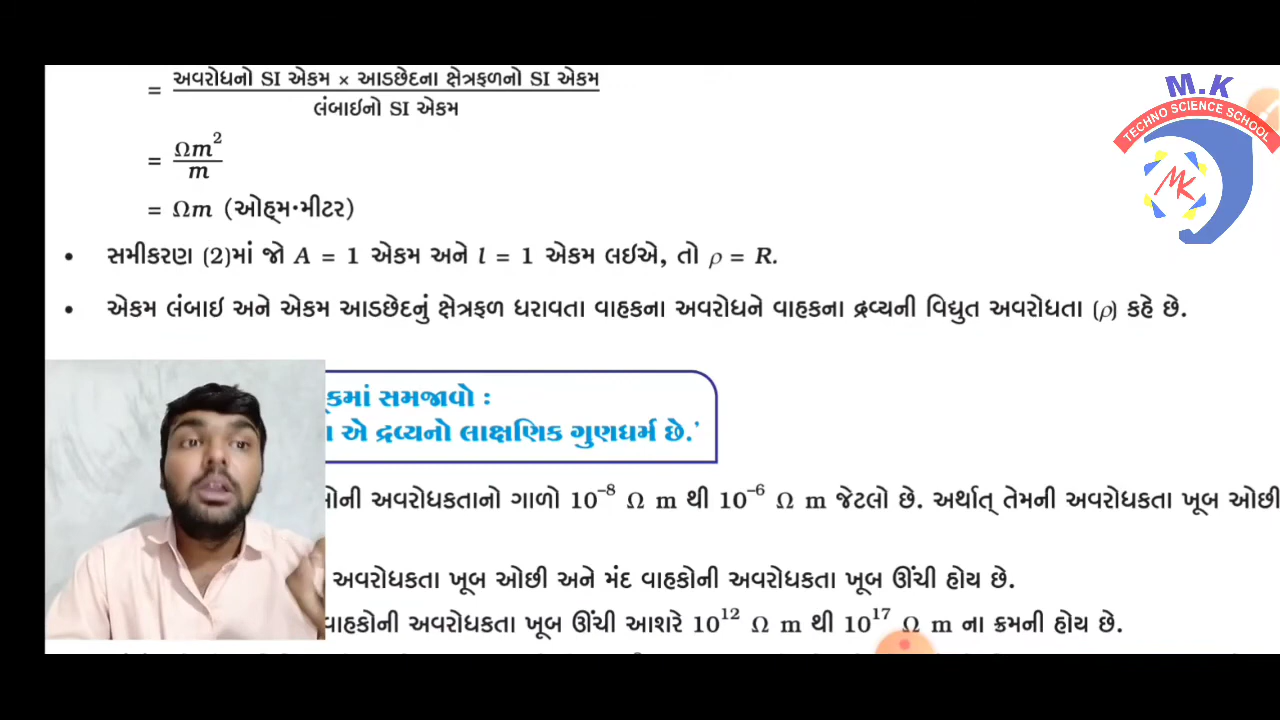 = અવરોધનો SI એકમ × આડછેદના ક્ષેત્રફળનો SI એકમ
લંબાઇનો SI એકમ
= Ωm²
m
= Ωm (ઓહ્મ·મીટર)
• સમીકરણ (2)માં જો A = 1 એકમ અને l = 1 એકમ લઇએ, તો ρ = R.
• એકમ લંબાઇ અને એકમ આડછેદનું ક્ષેત્રફળ ધરાવતા વાહકના અવરોધને વાહકના દ્રવ્યની વિદ્યુત અવરોધતા (ρ) કહે છે.
સમજાવો :
એ દ્રવ્યનો લાક્ષણિક ગુણધર્મ છે.'
અવરોધકતાનો ગાળો 10⁻⁸ Ω m થી 10⁻⁶ Ω m જેટલો છે. અર્થાત્ તેમની અવરોધકતા ખૂબ ઓછી
અવરોધકતા ખૂબ ઓછી અને મંદ વાહકોની અવરોધકતા ખૂબ ઊંચી હોય છે.
અવરોધકતા ખૂબ ઊંચી આશરે 10¹² Ω m થી 10¹⁷ Ω m ના ક્રમની હોય છે.
M.K
TECHNO SCIENCE SCHOOL
MK